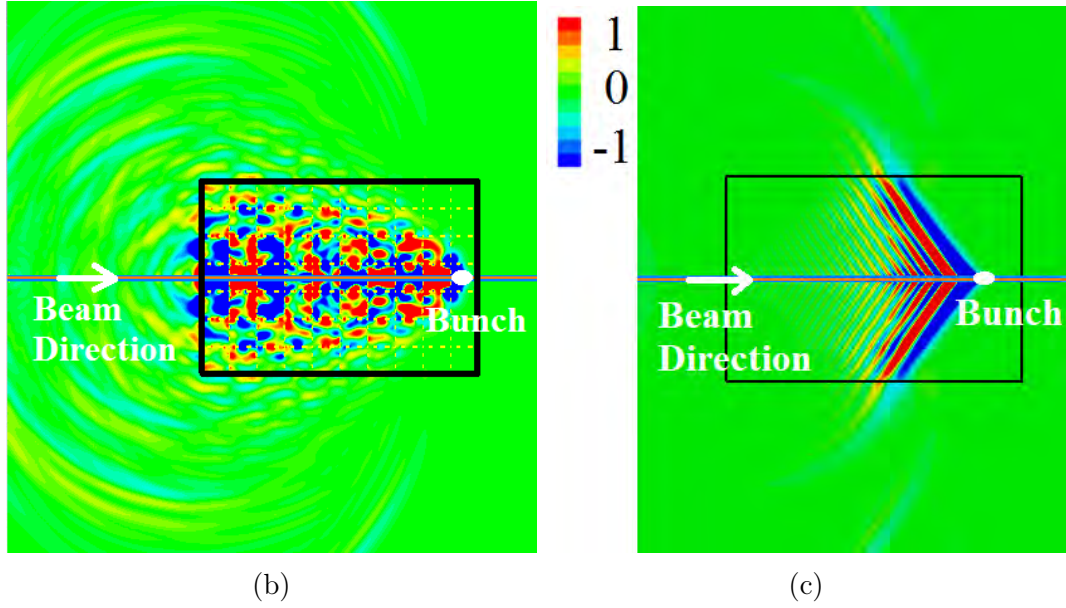 Beam
Direction
Bunch
(b)
1
0
-1
Beam
Direction
Bunch
(c)